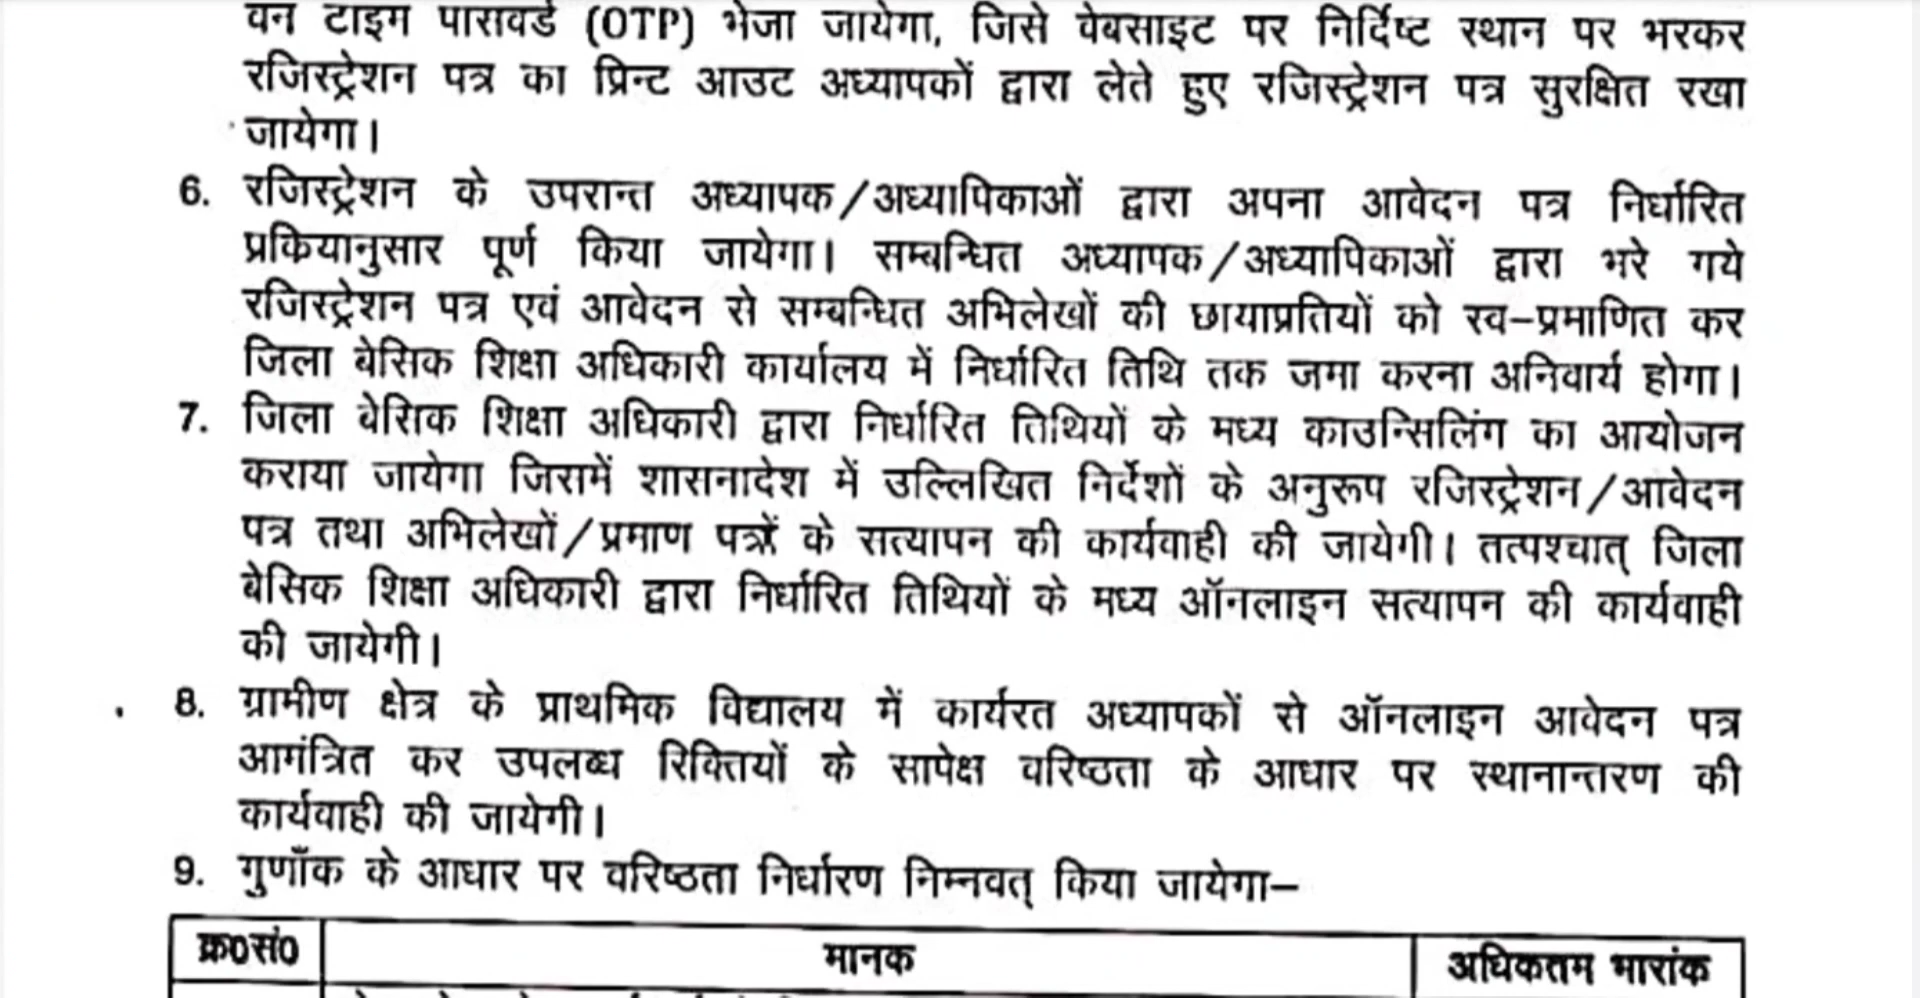 वन टाइम पासवर्ड (OTP) भेजा जायेगा, जिसे वेबसाइट पर निर्दिष्ट स्थान पर भरकर
रजिस्ट्रेशन पत्र का प्रिन्ट आउट अध्यापकों द्वारा लेते हुए रजिस्ट्रेशन पत्र सुरक्षित रखा
जायेगा।
6. रजिस्ट्रेशन के उपरान्त अध्यापक/अध्यापिकाओं द्वारा अपना आवेदन पत्र निर्धारित
प्रकियानुसार पूर्ण किया जायेगा। सम्बन्धित अध्यापक/अध्यापिकाओं द्वारा भरे गये
रजिस्ट्रेशन पत्र एवं आवेदन से सम्बन्धित अभिलेखों की छायाप्रतियों को स्व-प्रमाणित कर
जिला बेसिक शिक्षा अधिकारी कार्यालय में निर्धारित तिथि तक जमा करना अनिवार्य होगा।
7. जिला बेसिक शिक्षा अधिकारी द्वारा निर्धारित तिथियों के मध्य काउन्सिलिंग का आयोजन
कराया जायेगा जिसमें शासनादेश में उल्लिखित निर्देशों के अनुरूप रजिस्ट्रेशन/आवेदन
पत्र तथा अभिलेखों/प्रमाण पत्रों के सत्यापन की कार्यवाही की जायेगी। तत्पश्चात् जिला
बेसिक शिक्षा अधिकारी द्वारा निर्धारित तिथियों के मध्य ऑनलाइन सत्यापन की कार्यवाही
की जायेगी।
8. ग्रामीण क्षेत्र के प्राथमिक विद्यालय में कार्यरत अध्यापकों से ऑनलाइन आवेदन पत्र
आमंत्रित कर उपलब्ध रिक्तियों के सापेक्ष वरिष्ठता के आधार पर स्थानान्तरण की
कार्यवाही की जायेगी।
9. गुणाँक के आधार पर वरिष्ठता निर्धारण निम्नवत् किया जायेगा-
क्र0सं0 मानक अधिकतम भारांक